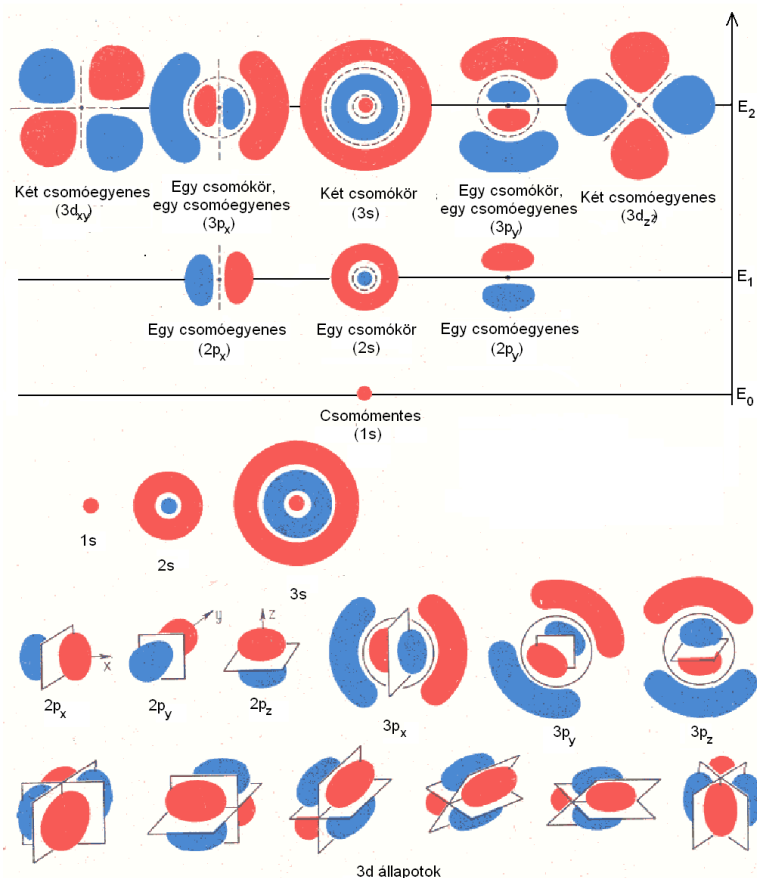 E2
Két csomóegyenes
(3dxy)
Egy csomókör,
egy csomóegyenes
(3px)
Két csomókör
(3s)
Egy csomókör,
egy csomóegyenes
(3py)
Két csomóegyenes
(3dz2)
E1
Egy csomóegyenes
(2px)
Egy csomókör
(2s)
Egy csomóegyenes
(2py)
E0
Csomómentes
(1s)
1s
2s
3s
x
y
z
2px
2py
2pz
3px
3py
3pz
3d állapotok